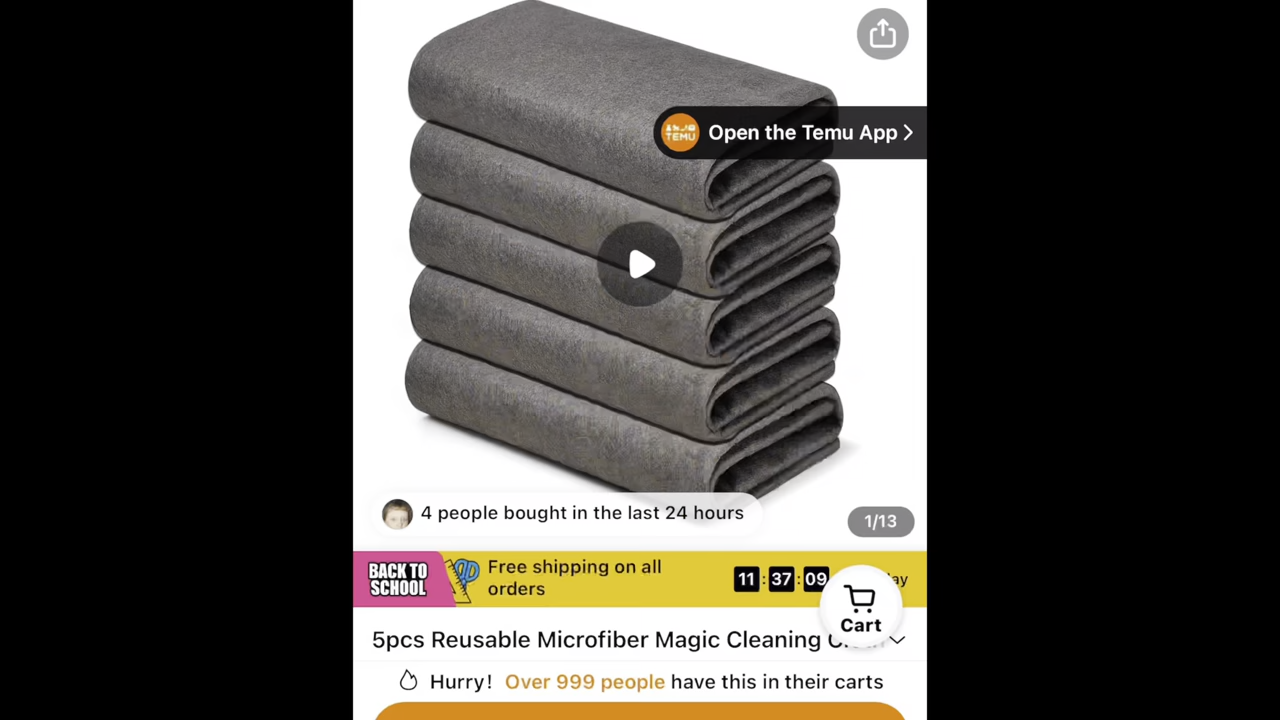 TEMU
Open the Temu App
4 people bought in the last 24 hours
1/13
BACK TO
SCHOOL
Free shipping on all
orders
11:37:09
Cart
5pcs Reusable Microfiber Magic Cleaning
Hurry! Over 999 people have this in their carts